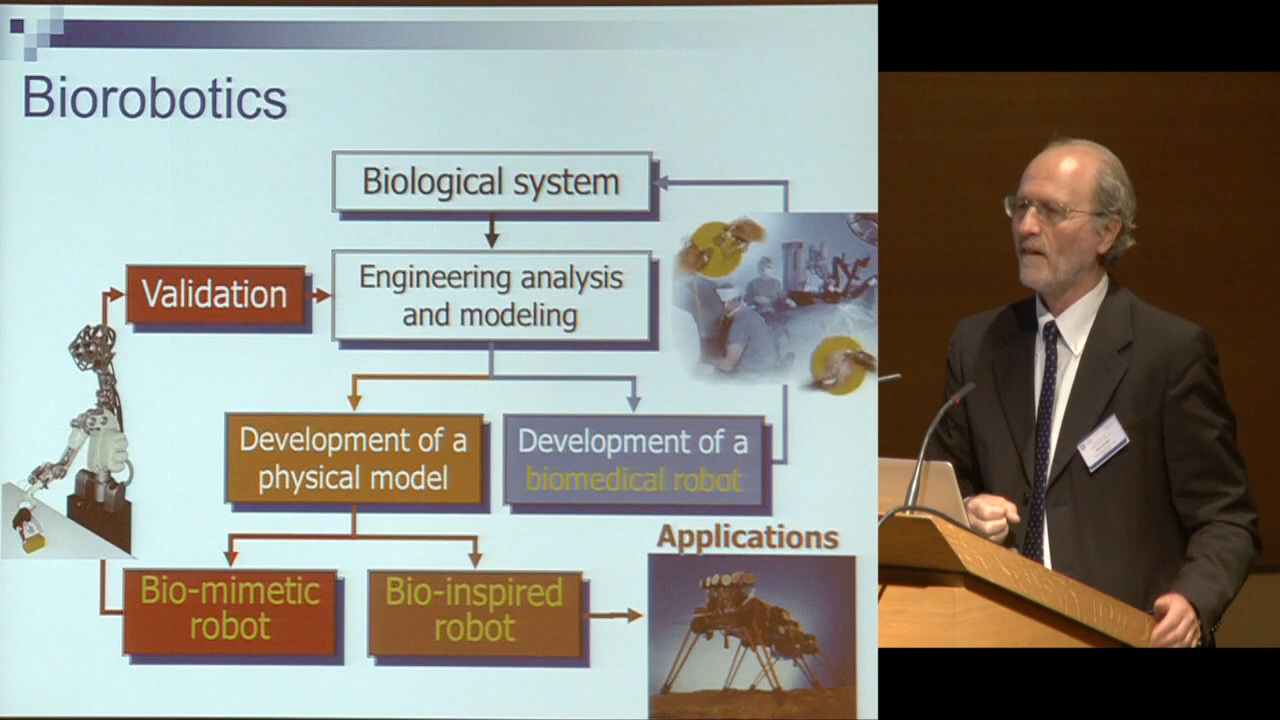 Biorobotics
Biological system
Engineering analysis
and modeling
Validation
Development of a
physical model
Development of a
biomedical robot
Applications
Bio-mimetic
robot
Bio-inspired
robot